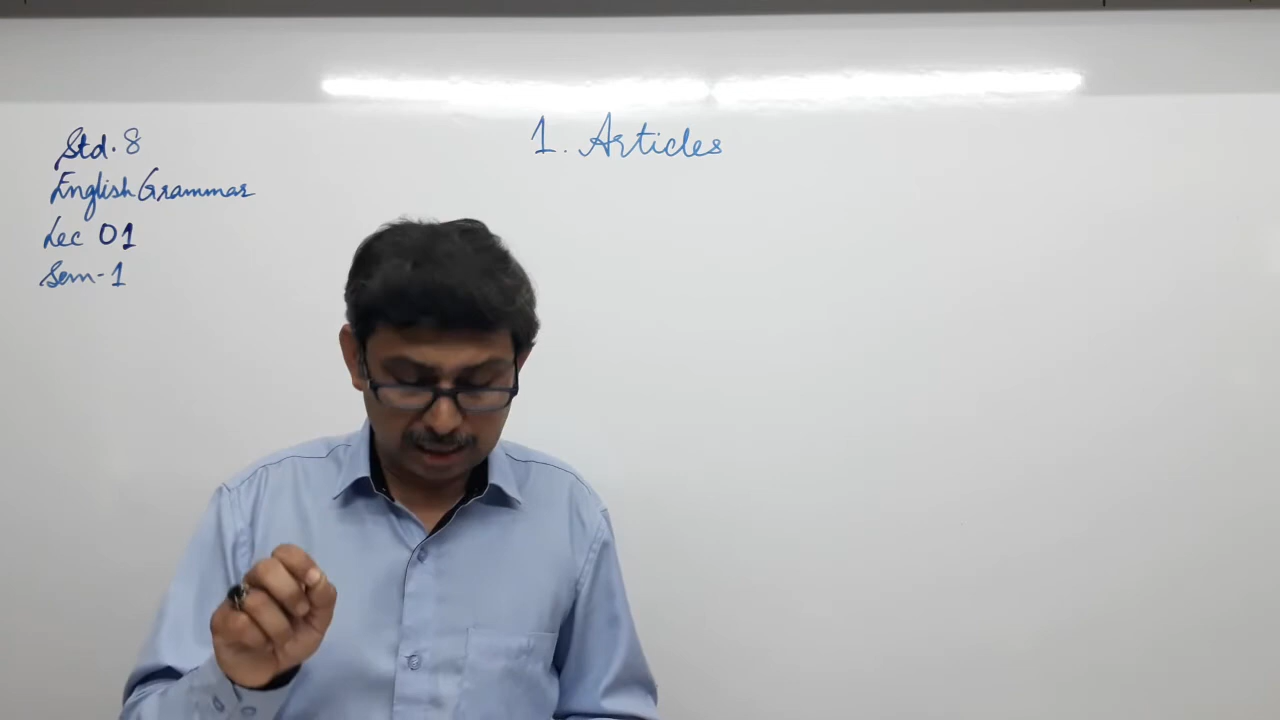 Std. 8
English Grammar
Lec 01
Sem-1
1. Articles